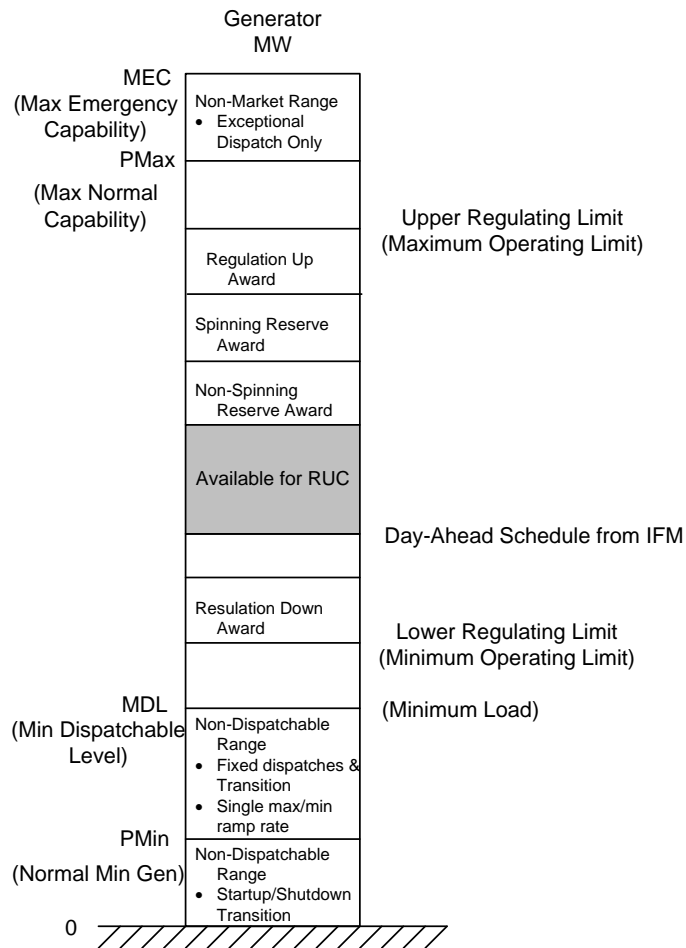 Generator
MW
MEC
(Max Emergency
Capability)
Non-Market Range
• Exceptional
Dispatch Only
PMax
(Max Normal
Capability)
Upper Regulating Limit
(Maximum Operating Limit)
Regulation Up
Award
Spinning Reserve
Award
Non-Spinning
Reserve Award
Available for RUC
Day-Ahead Schedule from IFM
Resulation Down
Award
Lower Regulating Limit
(Minimum Operating Limit)
MDL
(Min Dispatchable
Level)
(Minimum Load)
Non-Dispatchable
Range
• Fixed dispatches &
Transition
• Single max/min
ramp rate
PMin
(Normal Min Gen)
Non-Dispatchable
Range
• Startup/Shutdown
Transition
0